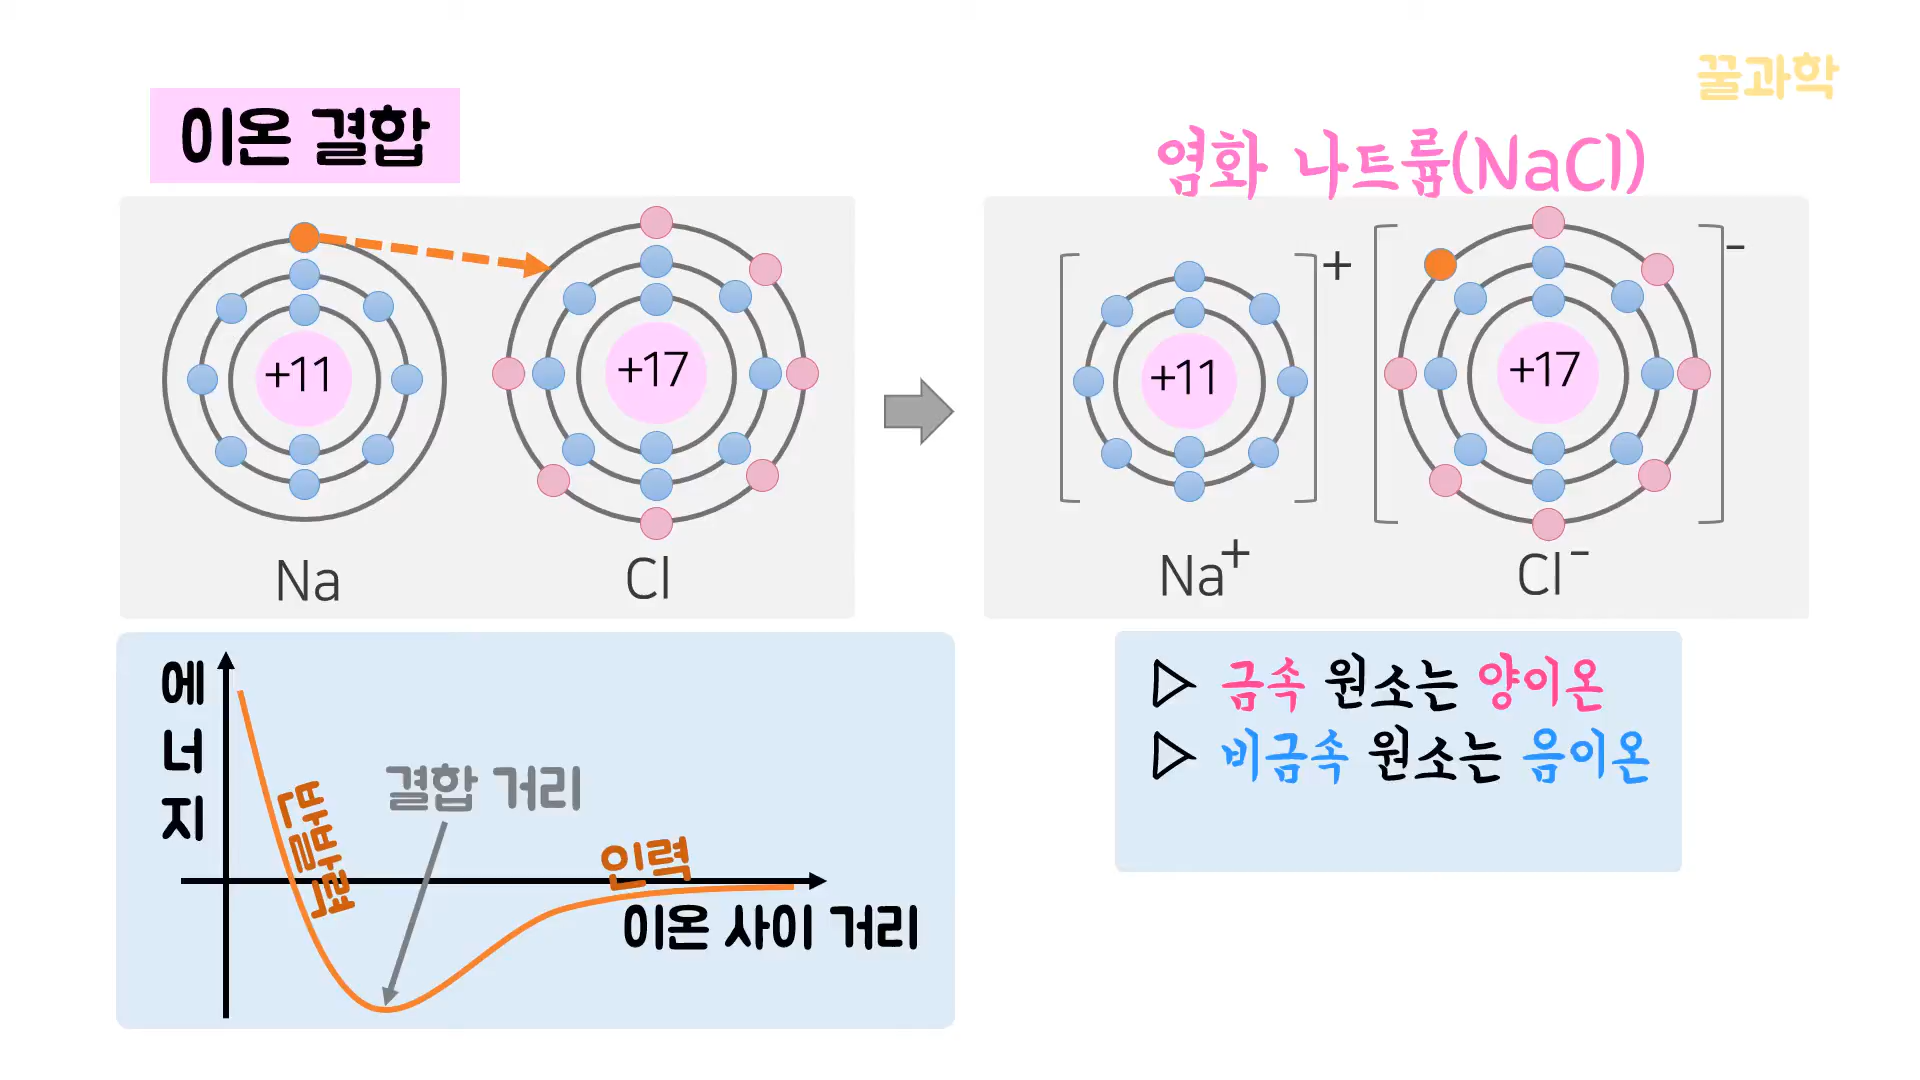 꿀과학
이온 결합
염화 나트륨(NaCl)
+11
+17
Na
Cl
+11
+
+17
-
Na+
Cl-
에너지
반발력
결합 거리
인력
이온 사이 거리
▷ 금속 원소는 양이온
▷ 비금속 원소는 음이온